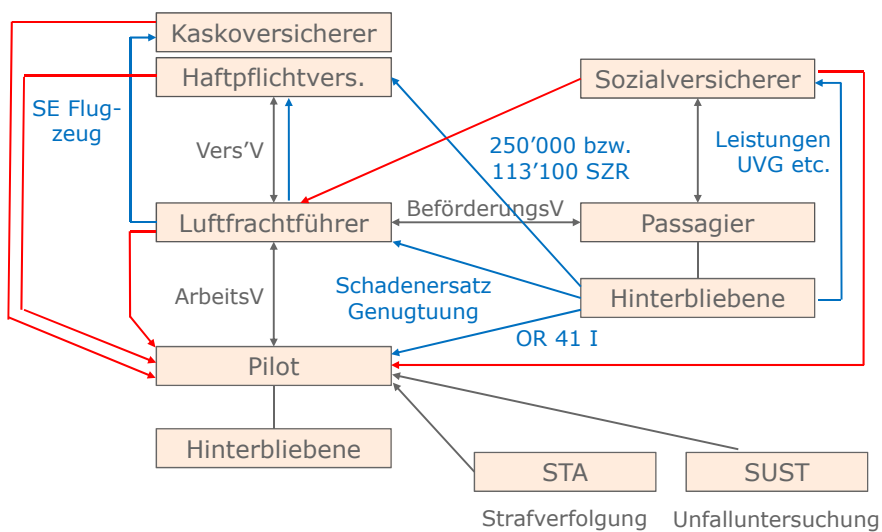 Kaskoversicherer
Haftpflichtvers.
Sozialversicherer
SE Flug-
zeug
Vers’V
250’000 bzw.
113’100 SZR
Leistungen
UVG etc.
Luftfrachtführer
BeförderungsV
Passagier
ArbeitsV
Schadenersatz
Genugtuung
Hinterbliebene
OR 41 I
Pilot
Hinterbliebene
STA
SUST
Strafverfolgung
Unfalluntersuchung